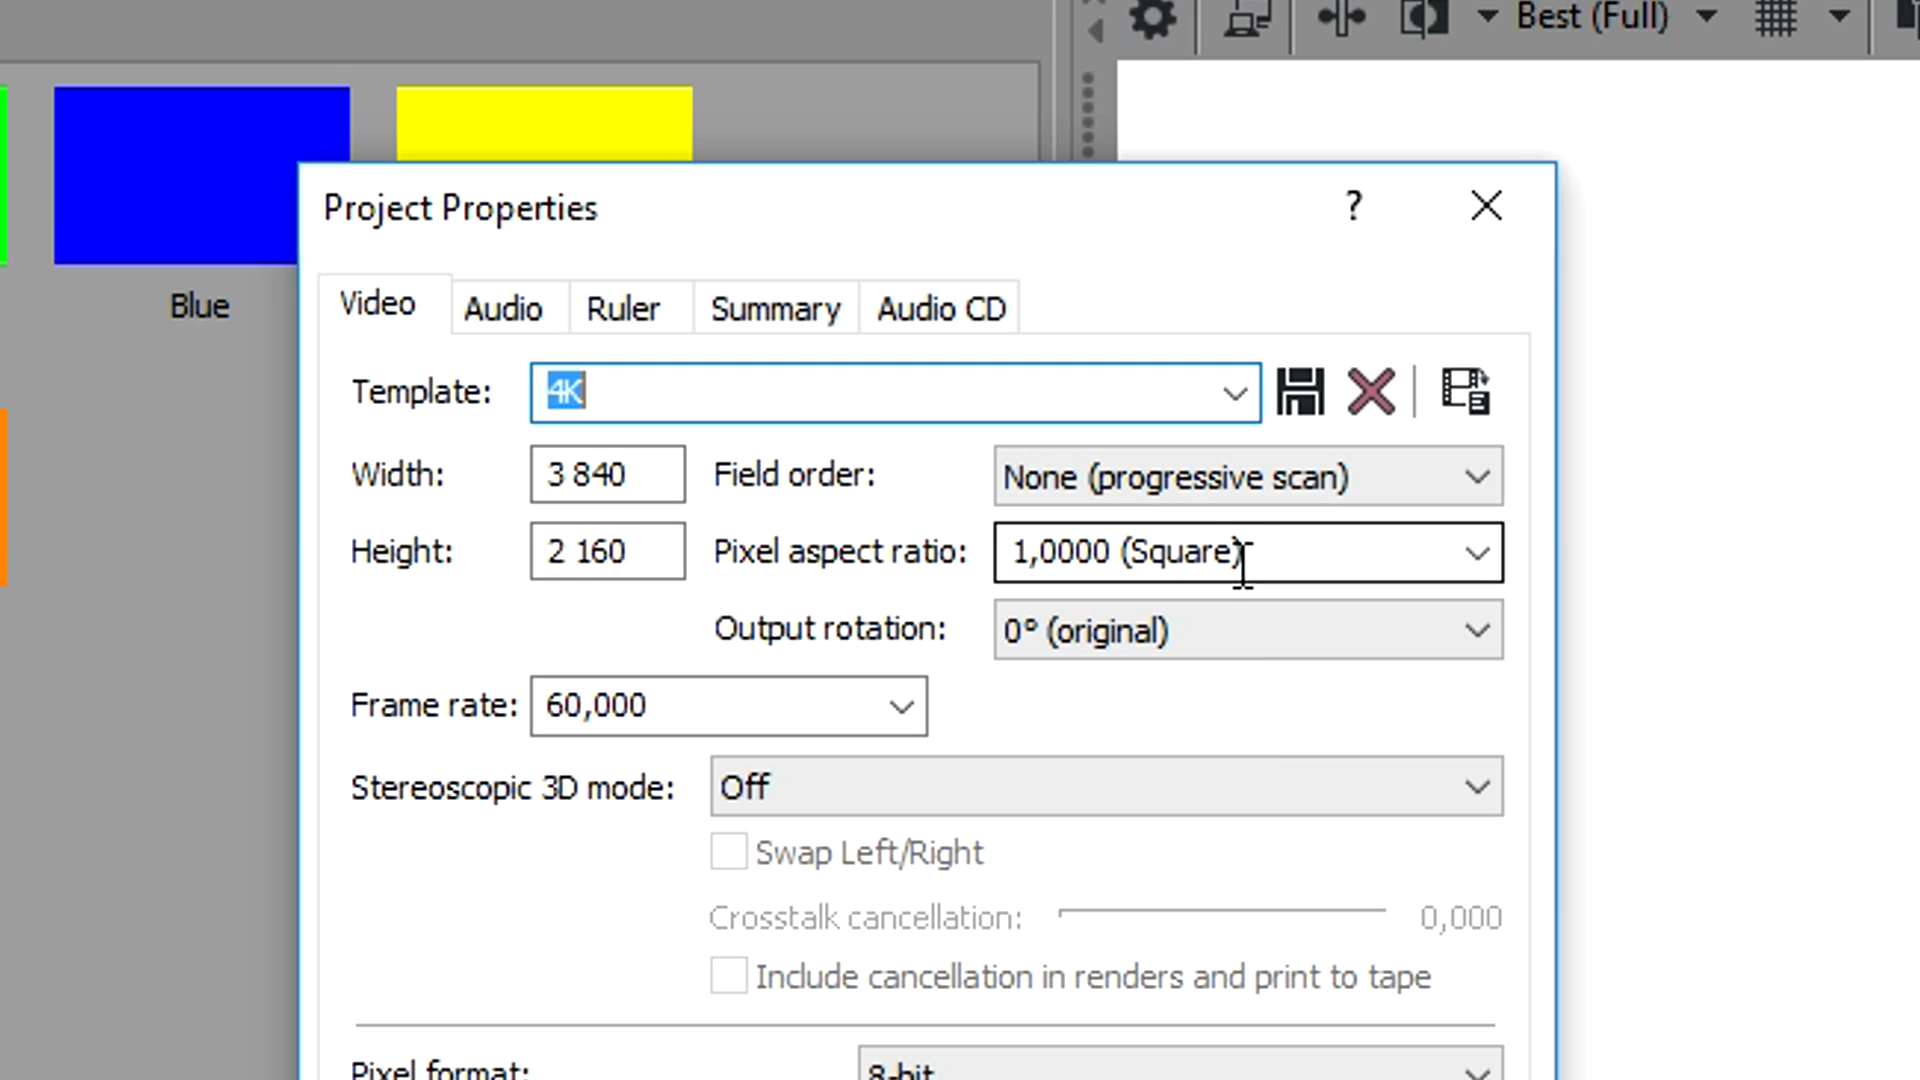 Best (Full)
Blue
Project Properties
?
Video Audio Ruler Summary Audio CD
Template: 4K
Width: 3 840 Field order: None (progressive scan)
Height: 2 160 Pixel aspect ratio: 1,0000 (Square)
Output rotation: 0° (original)
Frame rate: 60,000
Stereoscopic 3D mode: Off
Swap Left/Right
Crosstalk cancellation: 0,000
Include cancellation in renders and print to tape
Pixel format: 8-bit